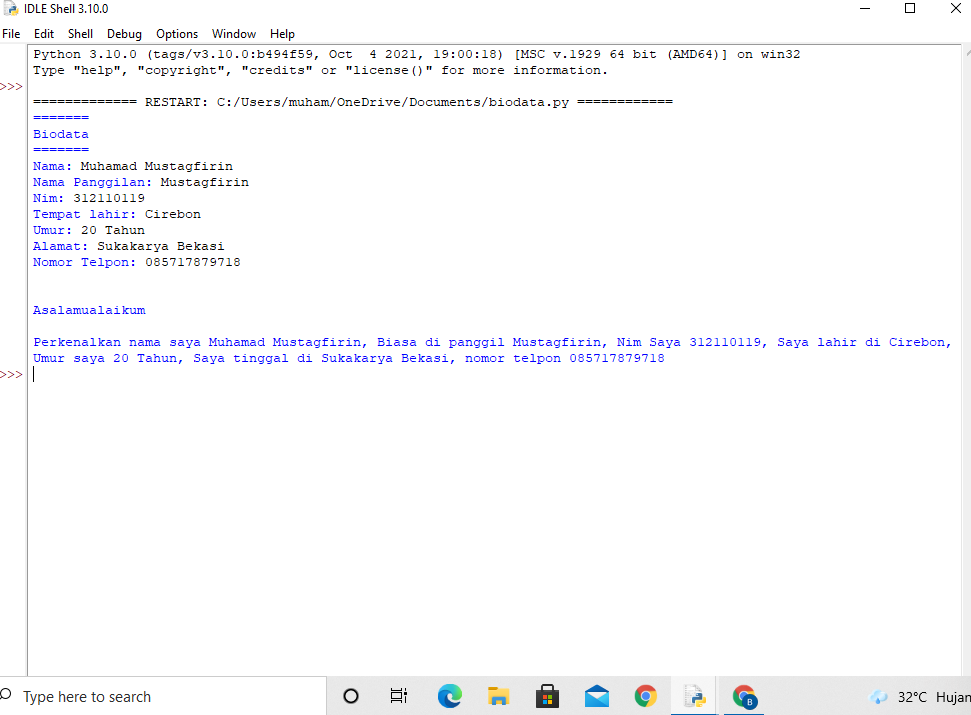 IDLE Shell 3.10.0
File Edit Shell Debug Options Window Help
Python 3.10.0 (tags/v3.10.0:b494f59, Oct  4 2021, 19:00:18) [MSC v.1929 64 bit (AMD64)] on win32
Type "help", "copyright", "credits" or "license()" for more information.
>>>
============= RESTART: C:/Users/muham/OneDrive/Documents/biodata.py ============
=======
Biodata
=======
Nama: Muhamad Mustagfirin
Nama Panggilan: Mustagfirin
Nim: 312110119
Tempat lahir: Cirebon
Umur: 20 Tahun
Alamat: Sukakarya Bekasi
Nomor Telpon: 085717879718
Asalamualaikum
Perkenalkan nama saya Muhamad Mustagfirin, Biasa di panggil Mustagfirin, Nim Saya 312110119, Saya lahir di Cirebon,
Umur saya 20 Tahun, Saya tinggal di Sukakarya Bekasi, nomor telpon 085717879718
>>>
Type here to search
B
32°C Hujan